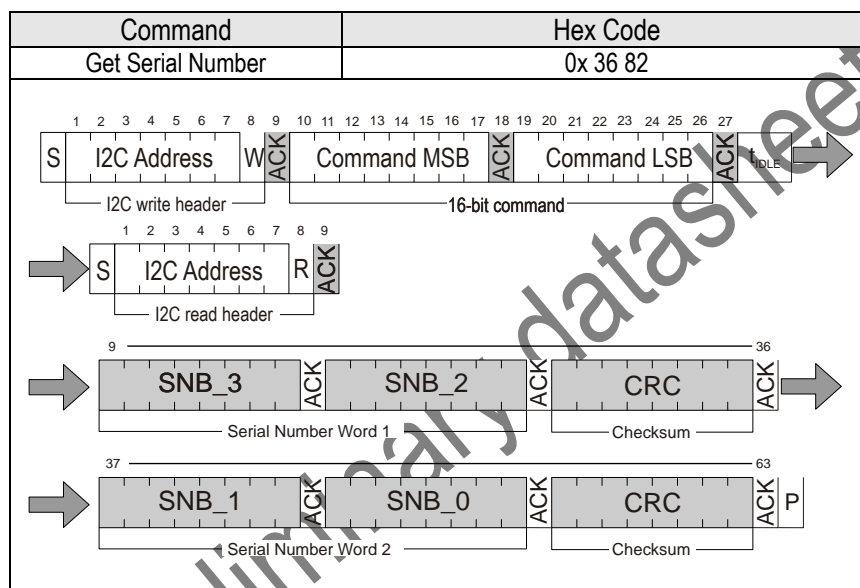 Command Hex Code
Get Serial Number 0x 36 82
1 2 3 4 5 6 7 8 9 10 11 12 13 14 15 16 17 18 19 20 21 22 23 24 25 26 27
S I2C Address W ACK Command MSB ACK Command LSB ACK tIDLE
I2C write header 16-bit command
1 2 3 4 5 6 7 8 9
S I2C Address R ACK
I2C read header
9 36
SNB_3 ACK SNB_2 ACK CRC ACK
Serial Number Word 1 Checksum
37 63
SNB_1 ACK SNB_0 ACK CRC ACK P
Serial Number Word 2 Checksum
liminary datasheet